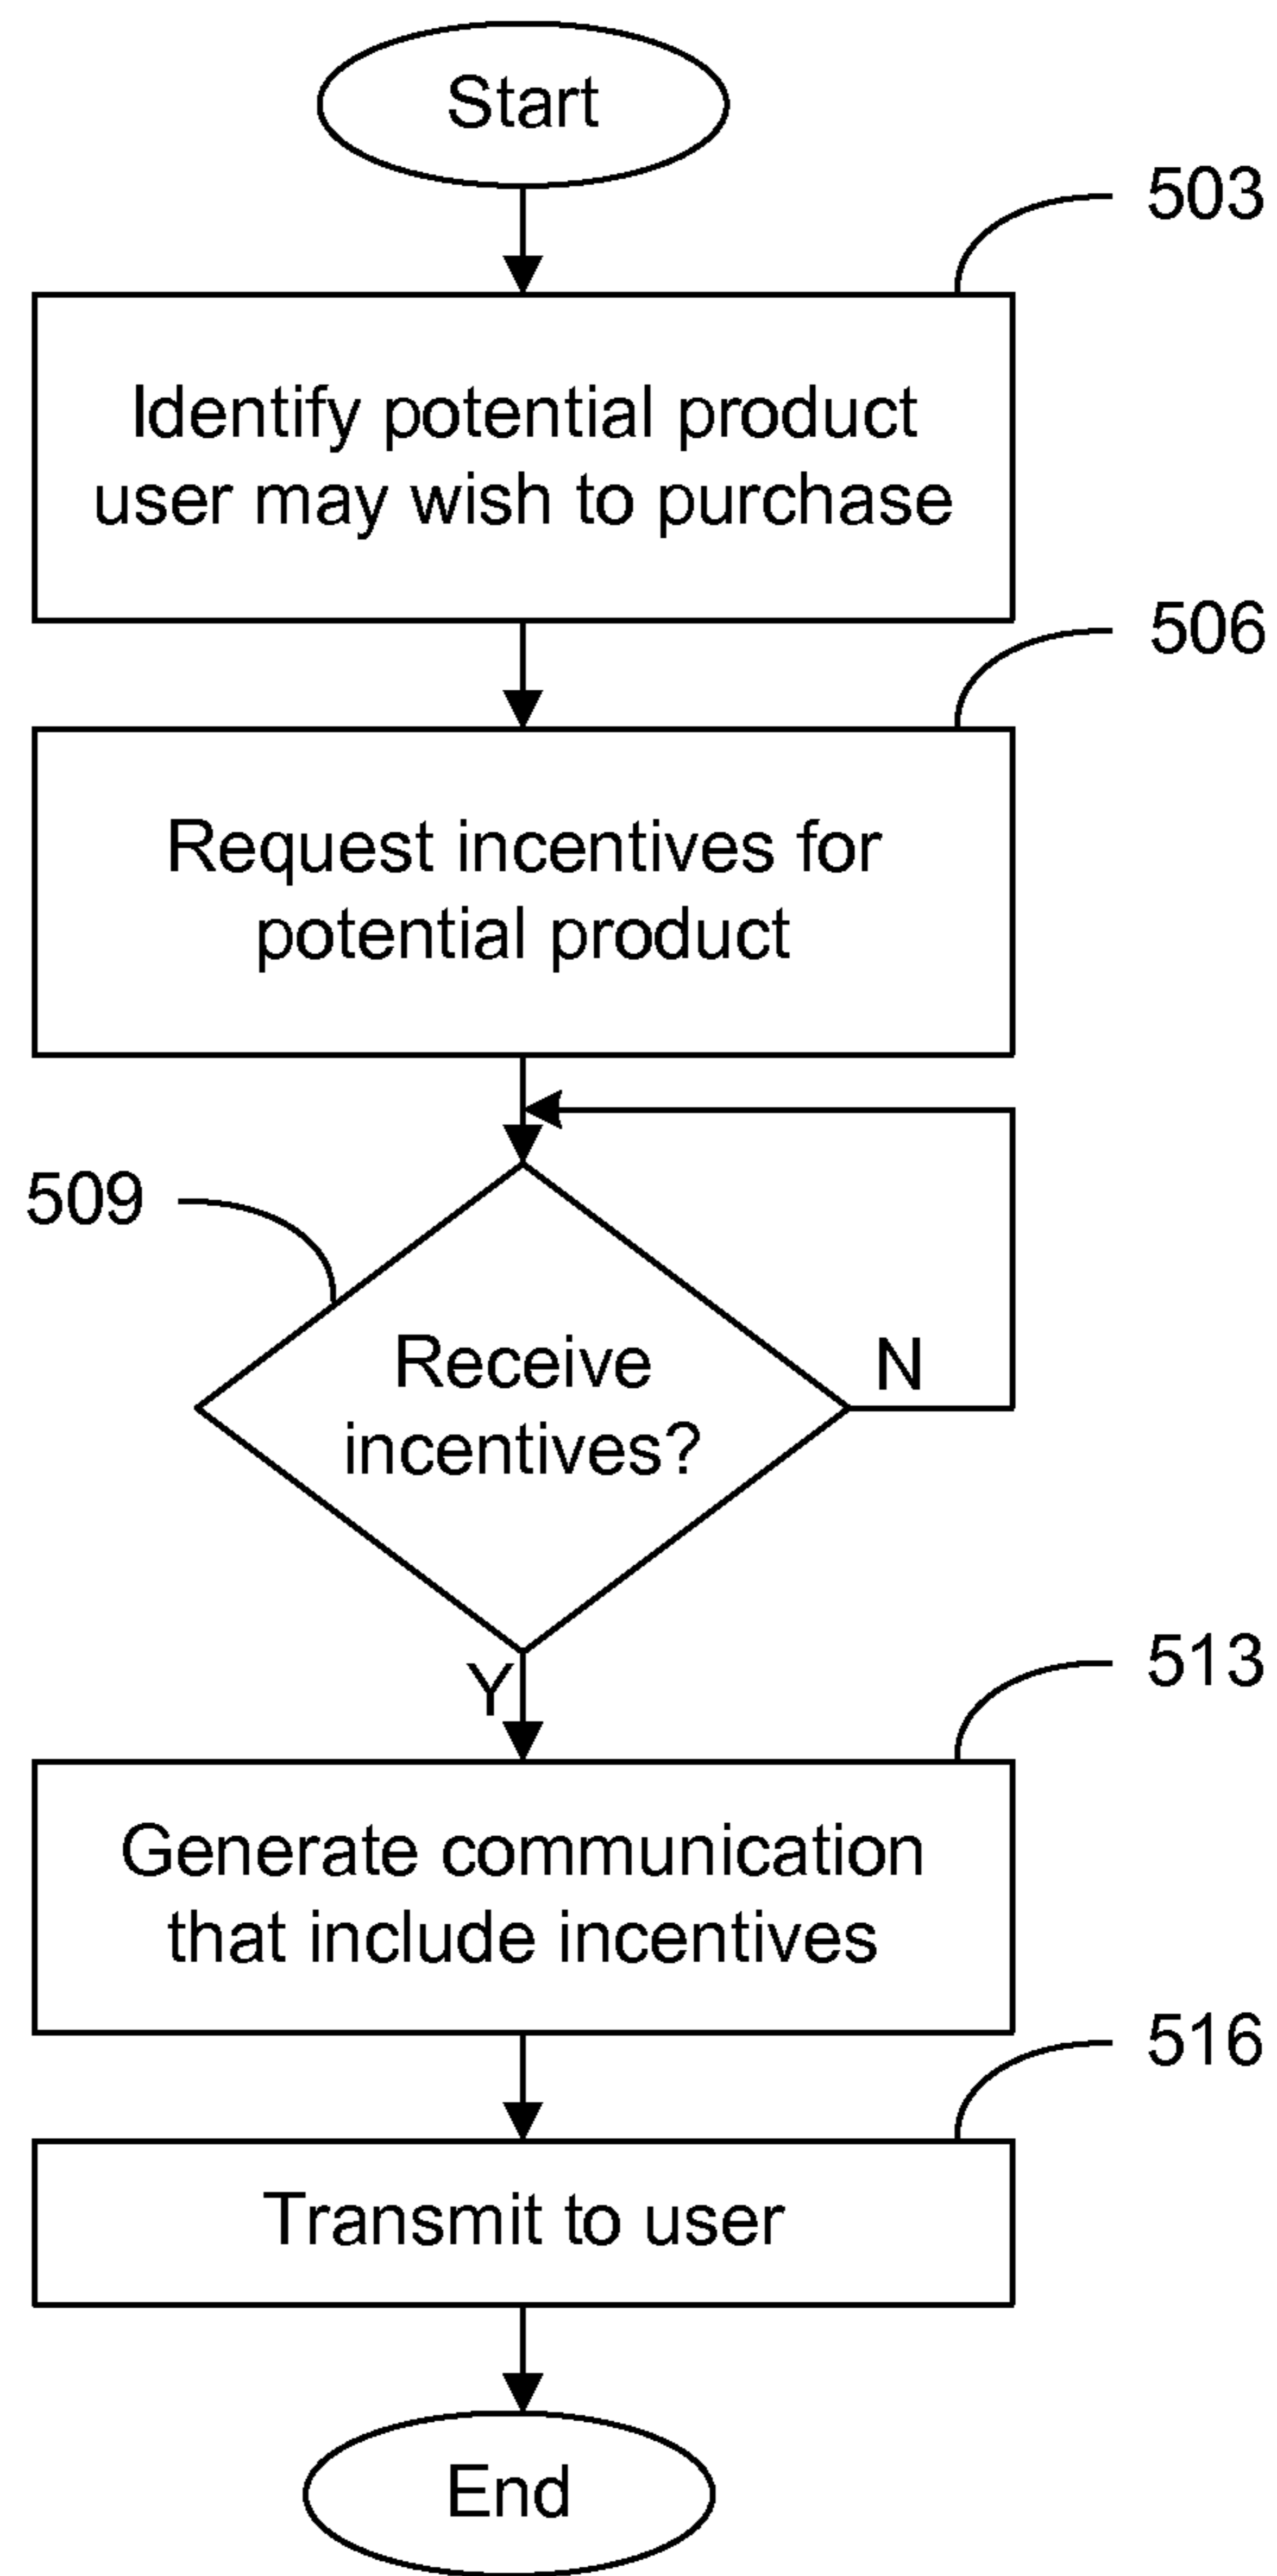 Start
503
Identify potential product
user may wish to purchase
506
Request incentives for
potential product
509
Receive
incentives?
N
Y
513
Generate communication
that include incentives
516
Transmit to user
End